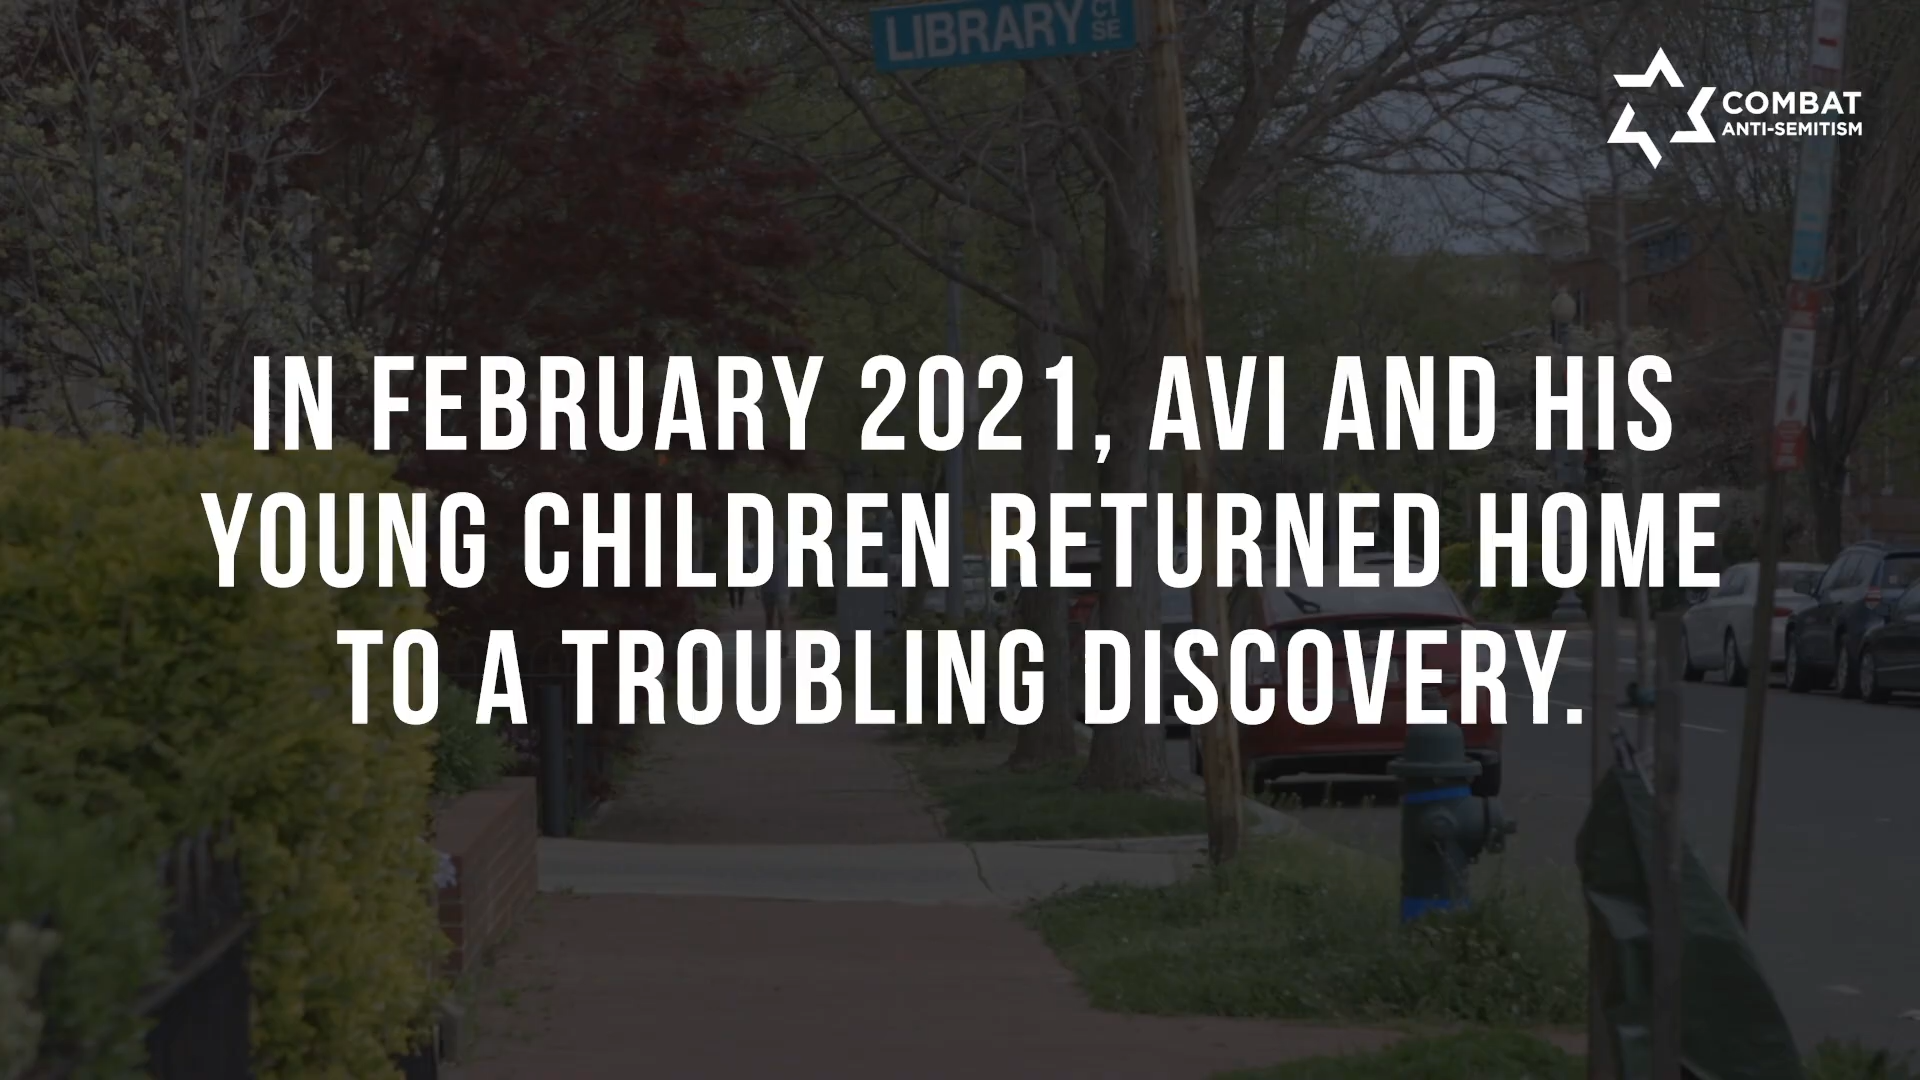 LIBRARY CT SE
COMBAT
ANTI-SEMITISM
IN FEBRUARY 2021, AVI AND HIS
YOUNG CHILDREN RETURNED HOME
TO A TROUBLING DISCOVERY.